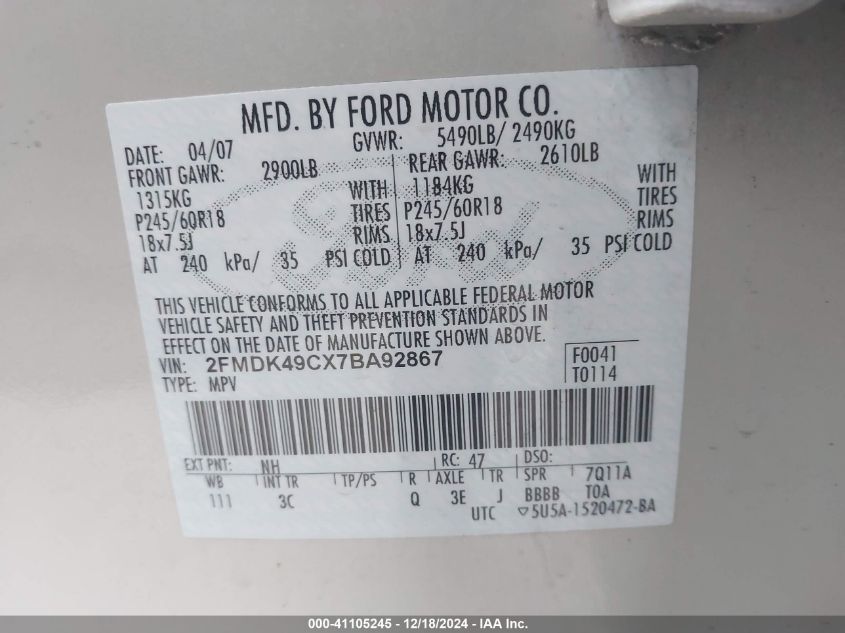 MFD. BY FORD MOTOR CO.
DATE: 04/07 GVWR: 5490LB/ 2490KG
FRONT GAWR: 2900LB REAR GAWR: 2610LB
1315KG WITH 1184KG WITH
P245/60R18 TIRES P245/60R18 TIRES
18x7.5J RIMS 18x7.5J RIMS
AT 240 kPa/ 35 PSI COLD AT 240 kPa/ 35 PSI COLD
Ford
THIS VEHICLE CONFORMS TO ALL APPLICABLE FEDERAL MOTOR
VEHICLE SAFETY AND THEFT PREVENTION STANDARDS IN
EFFECT ON THE DATE OF MANUFACTURE SHOWN ABOVE.
VIN: 2FMDK49CX7BA92867 F0041
TYPE: MPV T0114
EXT PNT: NH RC: 47 DSO:
WB INT TR TP/PS R AXLE TR SPR 7Q11A
111 3C Q 3E J BBBB TOA
UTC ▽5U5A-1520472-BA
000-41105245 - 12/18/2024 - IAA Inc.